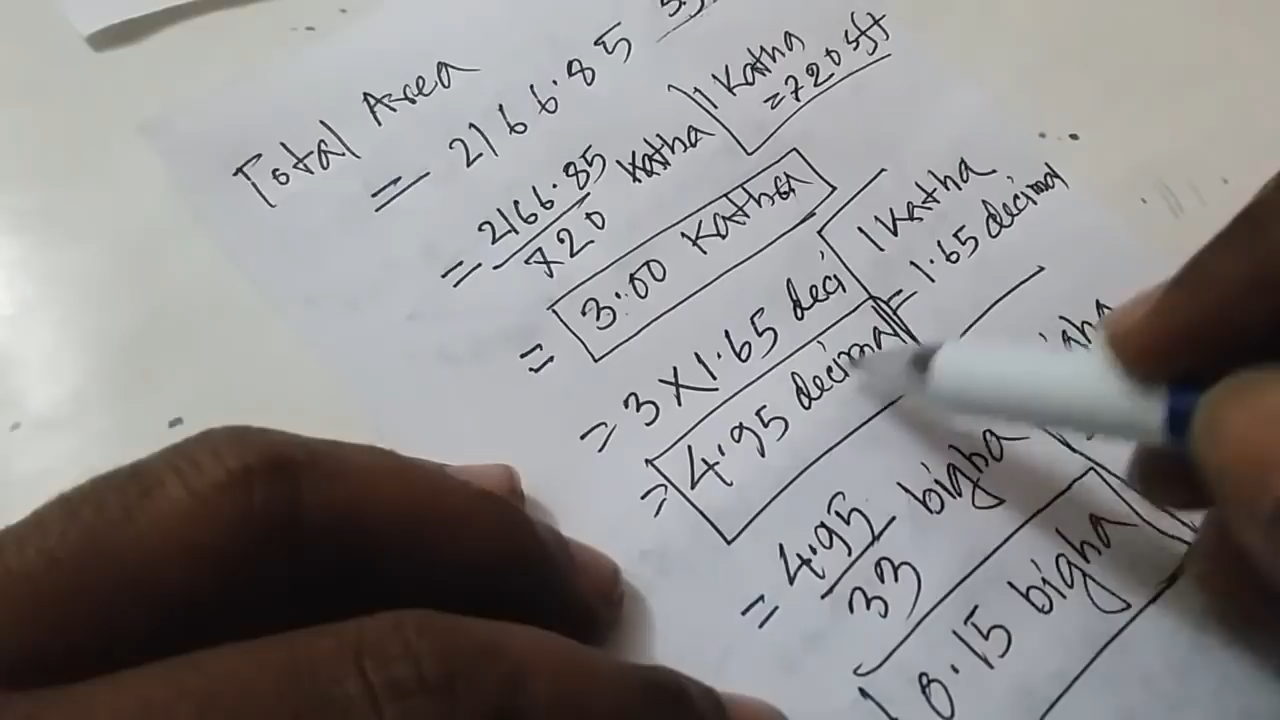 Total Area
= 2166.85
= 2166.85 / 720 Katha
1 Katha
= 720 sft
= 3.00 Katha
= 3 × 1.65 deci
1 Katha
= 1.65 decimal
= 4.95 decimal
= 4.95 / 33 bigha
0.15 bigha